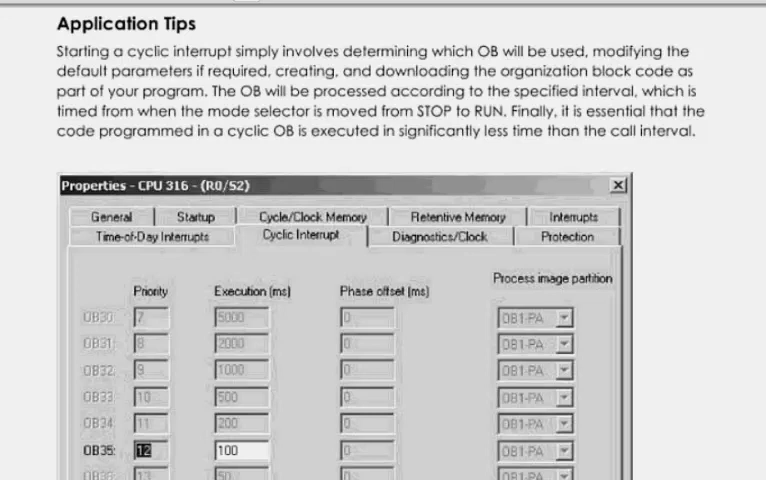 Application Tips
Starting a cyclic interrupt simply involves determining which OB will be used, modifying the
default parameters if required, creating, and downloading the organization block code as
part of your program. The OB will be processed according to the specified interval, which is
timed from when the mode selector is moved from STOP to RUN. Finally, it is essential that the
code programmed in a cyclic OB is executed in significantly less time than the call interval.
Properties - CPU 316 - (R0/S2)
General Startup Cycle/Clock Memory Retentive Memory Interrupts
Time-of-Day Interrupts Cyclic Interrupt Diagnostics/Clock Protection
Process image partition
Priority Execution (ms) Phase offset (ms)
OB30: 7 5000 0 OB1-PA
OB31: 8 2000 0 OB1-PA
OB32: 9 1000 0 OB1-PA
OB33: 10 500 0 OB1-PA
OB34: 11 200 0 OB1-PA
OB35: 12 100 0 OB1-PA
OB36: 13 50 0 OB1-PA